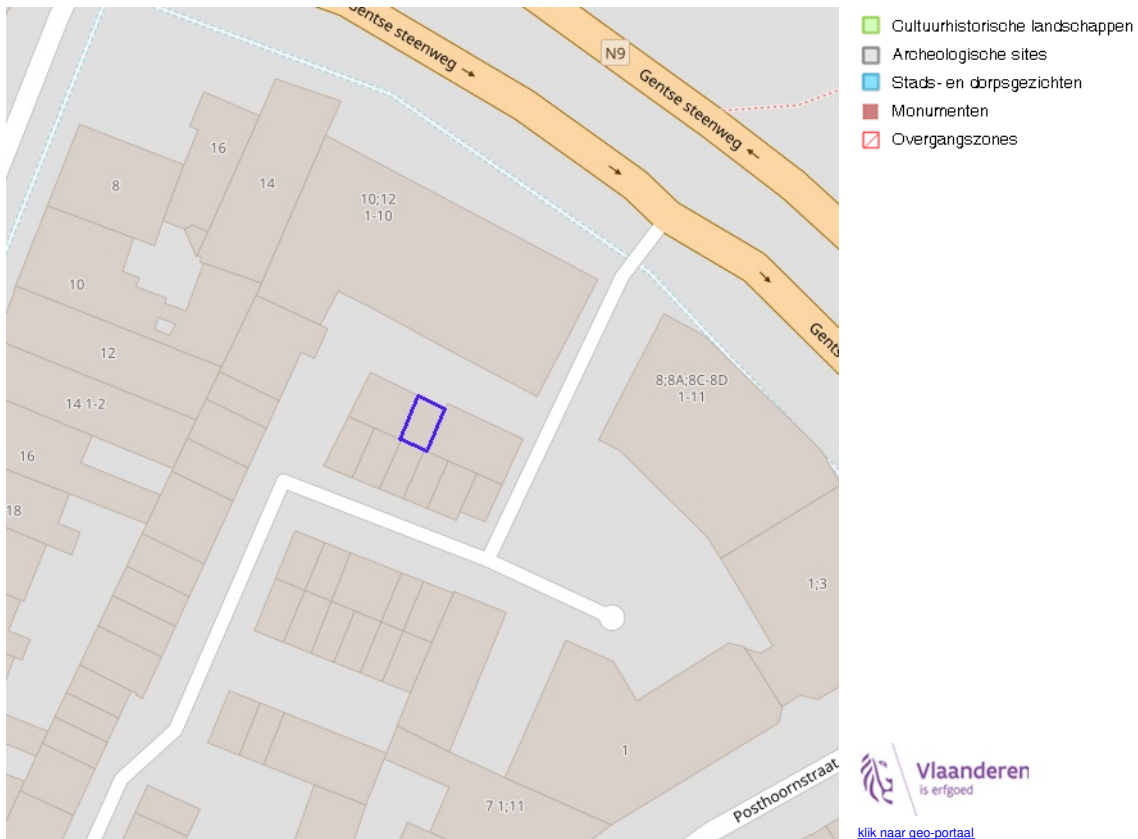 Gentse steenweg
Gentse steenweg
N9
Gentse steenweg
16
14
8
10;12
1-10
10
12
14 1-2
16
18
8;8A;8C-8D
1-11
1;3
1
7 1;11
Posthoornstraat
Cultuurhistorische landschappen
Archeologische sites
Stads- en dorpsgezichten
Monumenten
Overgangszones
Vlaanderen
is erfgoed
klik naar geo-portaal